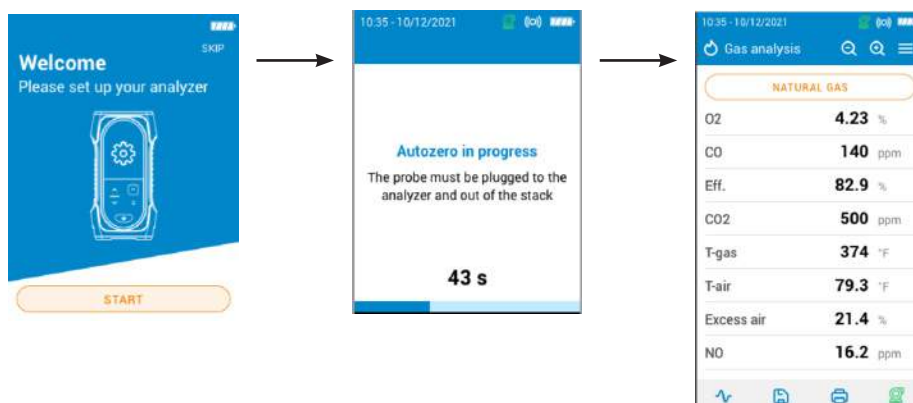 SKIP
Welcome
Please set up your analyzer
START
10:35 - 10/12/2021
Autozero in progress
The probe must be plugged to the
analyzer and out of the stack
43 s
10:35 - 10/12/2021
Gas analysis
NATURAL GAS
O2 4.23 %
CO 140 ppm
Eff. 82.9 %
CO2 500 ppm
T-gas 374 °F
T-air 79.3 °F
Excess air 21.4 %
NO 16.2 ppm